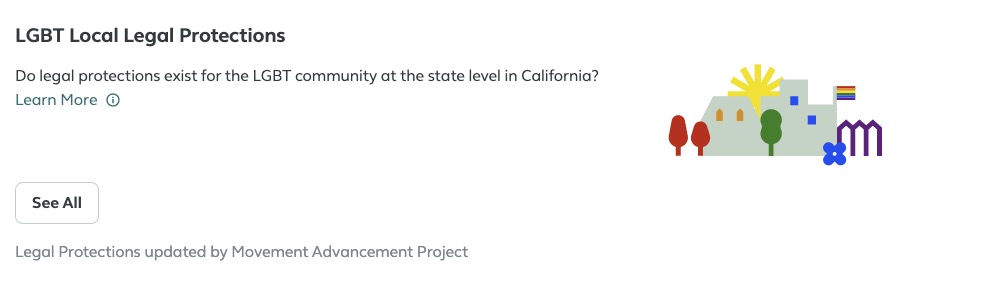 LGBT Local Legal Protections
Do legal protections exist for the LGBT community at the state level in California?
Learn More
See All
Legal Protections updated by Movement Advancement Project